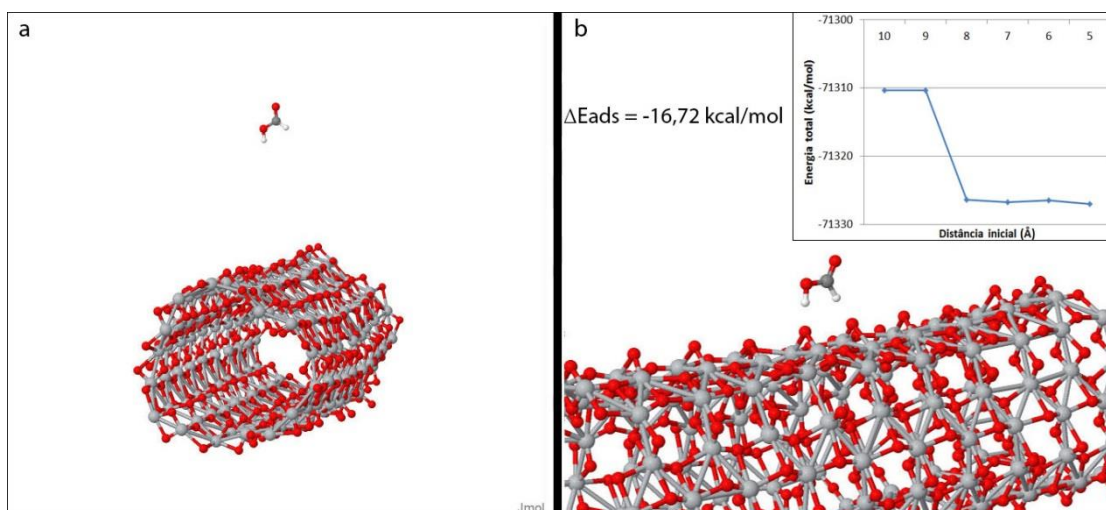 a
b
ΔEads = -16,72 kcal/mol
Energia total (kcal/mol)
-71300
-71310
-71320
-71330
10 9 8 7 6 5
Distância inicial (Å)
Jmol